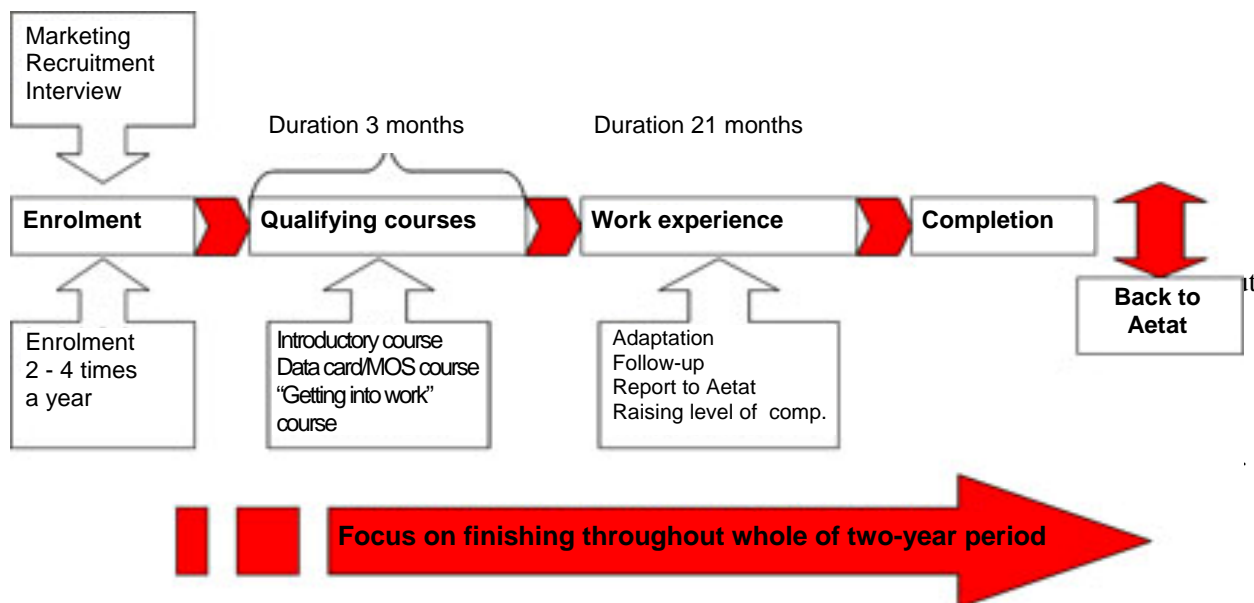 Marketing
Recruitment
Interview
Duration 3 months
Duration 21 months
Enrolment
Qualifying courses
Work experience
Completion
Back to
Aetat
Enrolment
2 - 4 times
a year
Introductory course
Data card/MOS course
“Getting into work”
course
Adaptation
Follow-up
Report to Aetat
Raising level of comp.
Focus on finishing throughout whole of two-year period